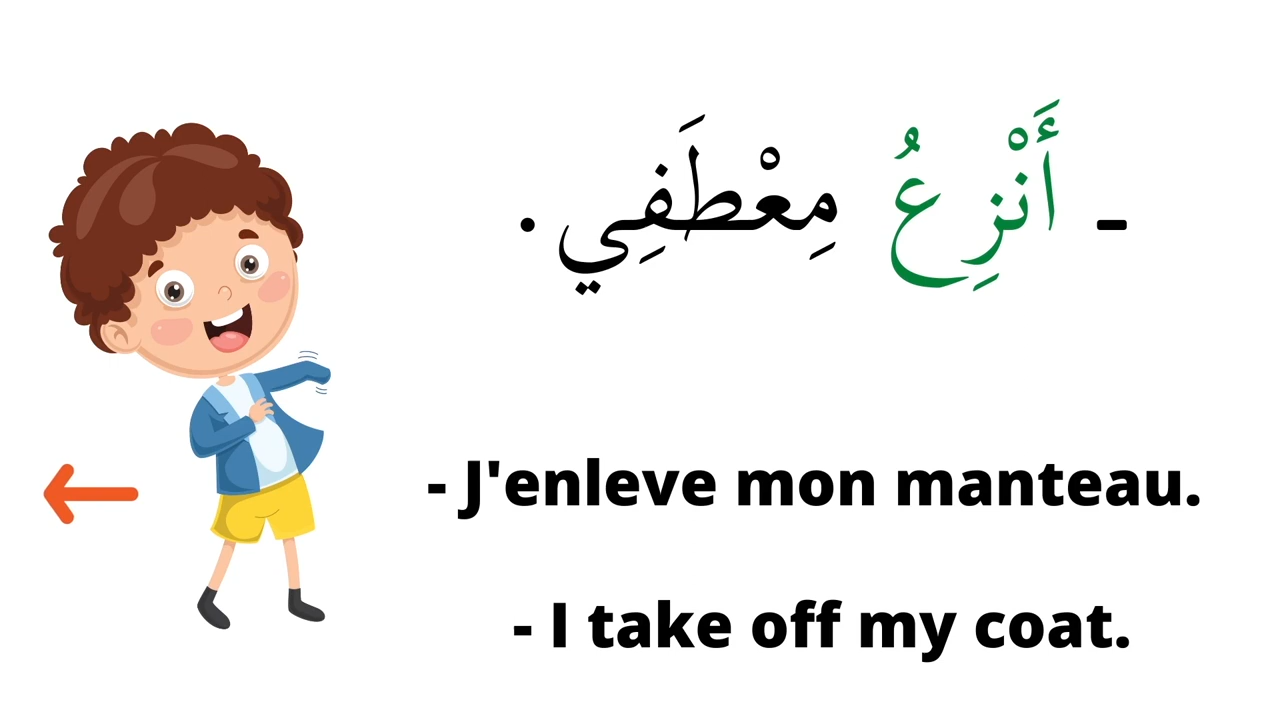 - أَنْزِعُ مِعْطَفِي.
- J'enleve mon manteau.
- I take off my coat.